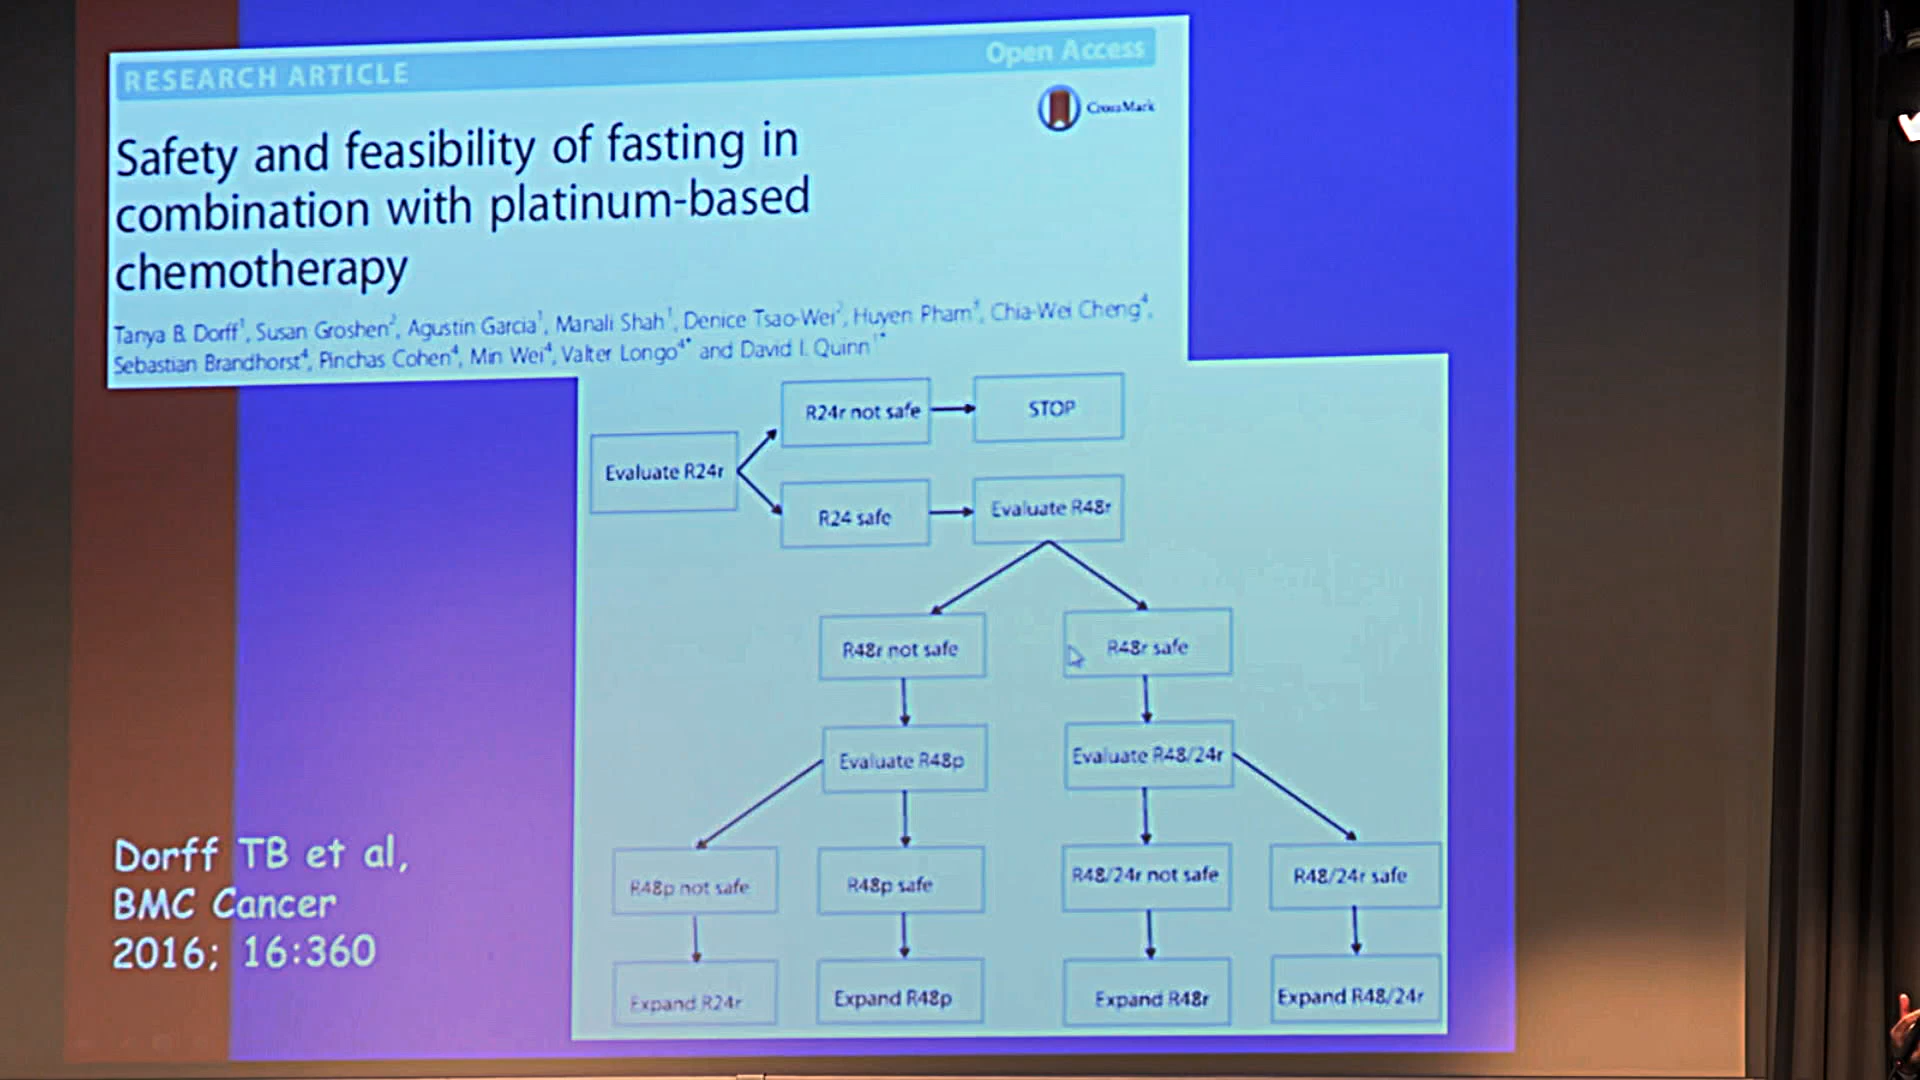 RESEARCH ARTICLE
Open Access
CrossMark
Safety and feasibility of fasting in
combination with platinum-based
chemotherapy
Tanya B. Dorff1, Susan Groshen2, Agustin Garcia1, Manali Shah1, Denice Tsao-Wei2, Huyen Pham3, Chia-Wei Cheng4,
Sebastian Brandhorst4, Pinchas Cohen4, Min Wei4, Valter Longo4* and David I. Quinn1*
R24r not safe
STOP
Evaluate R24r
R24 safe
Evaluate R48r
R48r not safe
R48r safe
Evaluate R48p
Evaluate R48/24r
R48p not safe
R48p safe
R48/24r not safe
R48/24r safe
Expand R24r
Expand R48p
Expand R48r
Expand R48/24r
Dorff TB et al,
BMC Cancer
2016; 16:360